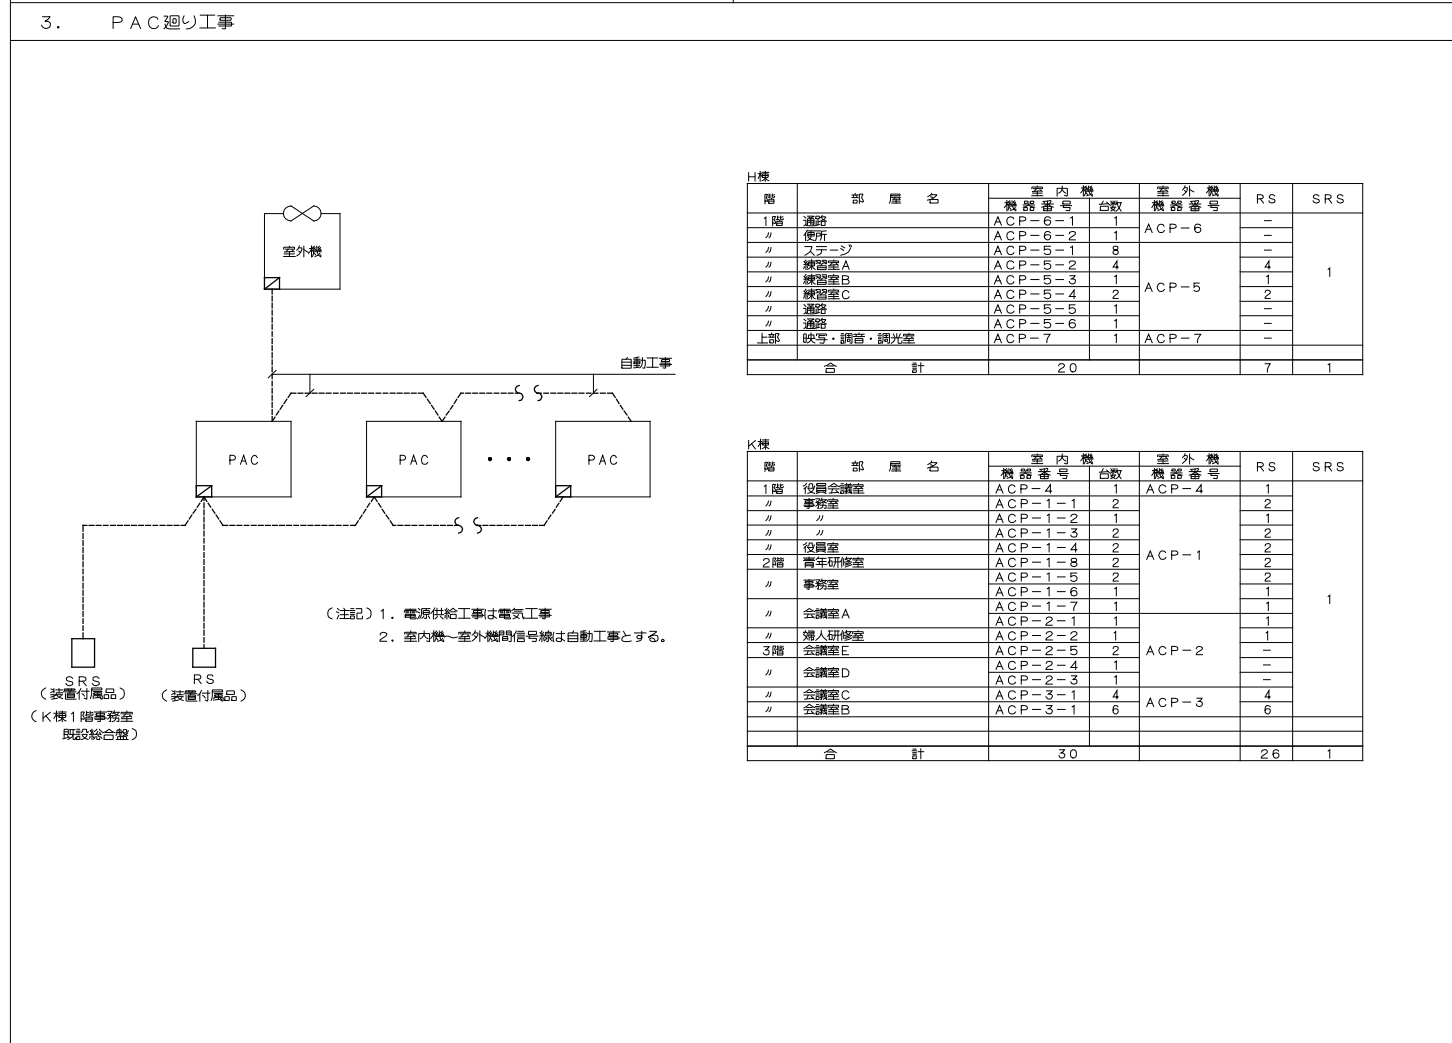 3. PAC廻り工事
室外機
自動工事
PAC PAC ・・・ PAC
(注記)1. 電源供給工事は電気工事
2. 室内機~室外機間信号線は自動工事とする。
SRS
(装置付属品)
(K棟1階事務室
既設総合盤)
RS
(装置付属品)
H棟
階 部屋名 室内機 室外機 RS SRS
機器番号 台数 機器番号
1階 通路 ACP-6-1 1 ACP-6 -
〃 便所 ACP-6-2 1 -
〃 ステージ ACP-5-1 8 -
〃 練習室A ACP-5-2 4 4
〃 練習室B ACP-5-3 1 ACP-5 1 1
〃 練習室C ACP-5-4 2 2
〃 通路 ACP-5-5 1 -
〃 通路 ACP-5-6 1 -
上部 映写・調音・調光室 ACP-7 1 ACP-7 -
合計 20 7 1
K棟
階 部屋名 室内機 室外機 RS SRS
機器番号 台数 機器番号
1階 役員会議室 ACP-4 1 ACP-4 1
〃 事務室 ACP-1-1 2 2
〃 〃 ACP-1-2 1 1
〃 〃 ACP-1-3 2 2
〃 役員室 ACP-1-4 2 ACP-1 2
2階 青年研修室 ACP-1-8 2 2
〃 事務室 ACP-1-5 2 2
ACP-1-6 1 1
〃 会議室A ACP-1-7 1 1 1
ACP-2-1 1 1
〃 婦人研修室 ACP-2-2 1 1
3階 会議室E ACP-2-5 2 ACP-2 -
〃 会議室D ACP-2-4 1 -
ACP-2-3 1 -
〃 会議室C ACP-3-1 4 ACP-3 4
〃 会議室B ACP-3-1 6 6
合計 30 26 1